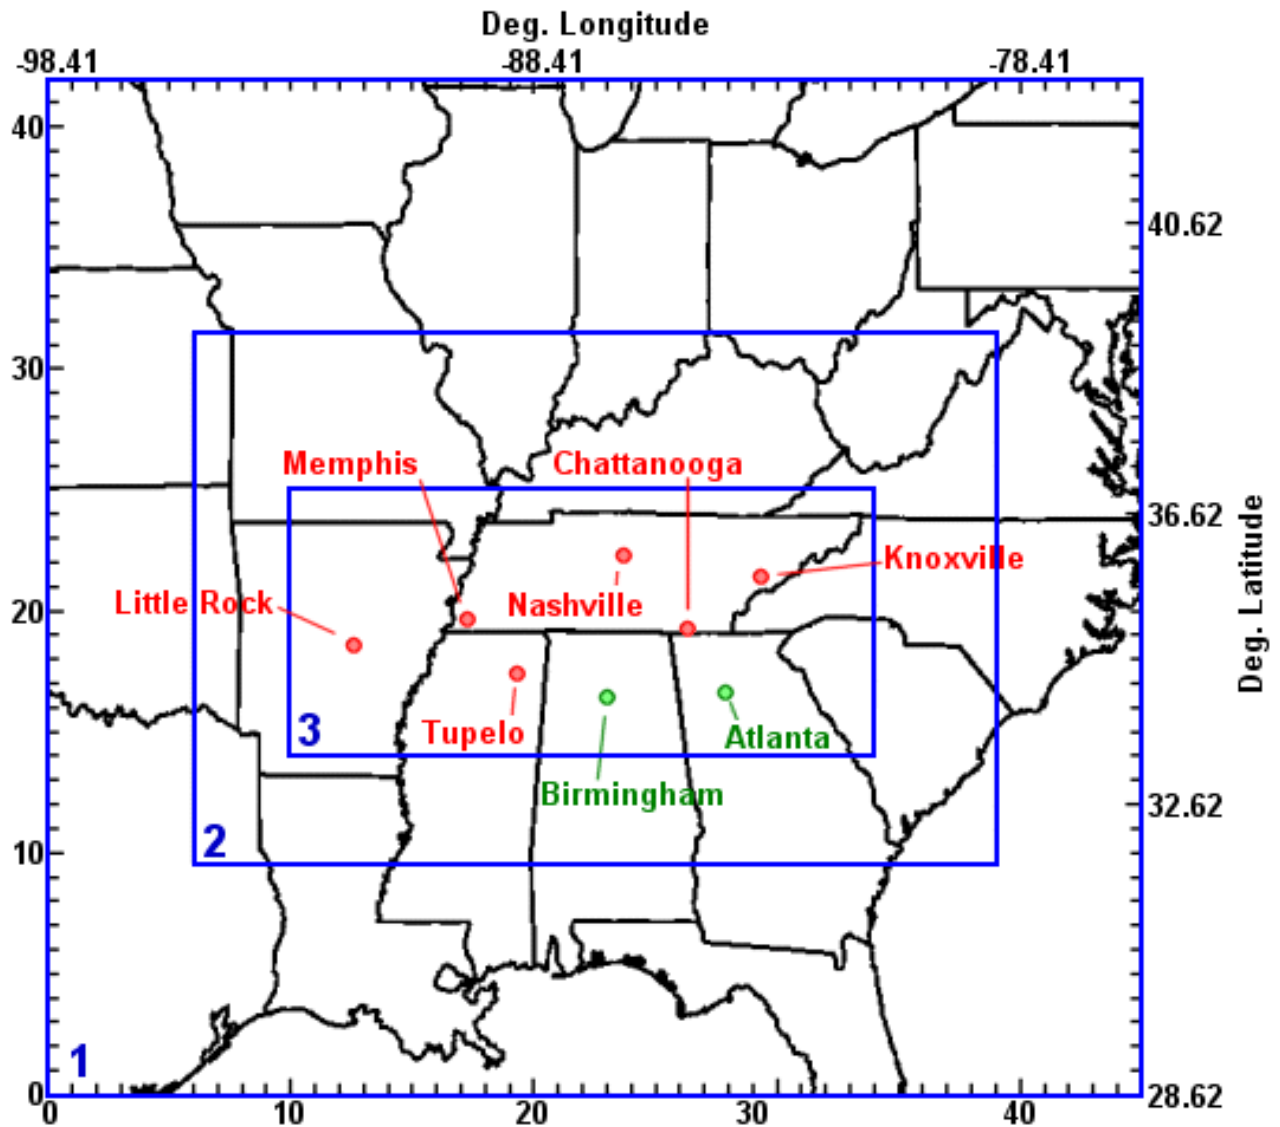 Deg. Longitude
-98.41 -88.41 -78.41
40
40.62
30
Memphis Chattanooga
36.62
Knoxville
Little Rock Nashville
20
Deg. Latitude
3 Tupelo Atlanta
Birmingham
32.62
2
10
1
0 28.62
0 10 20 30 40